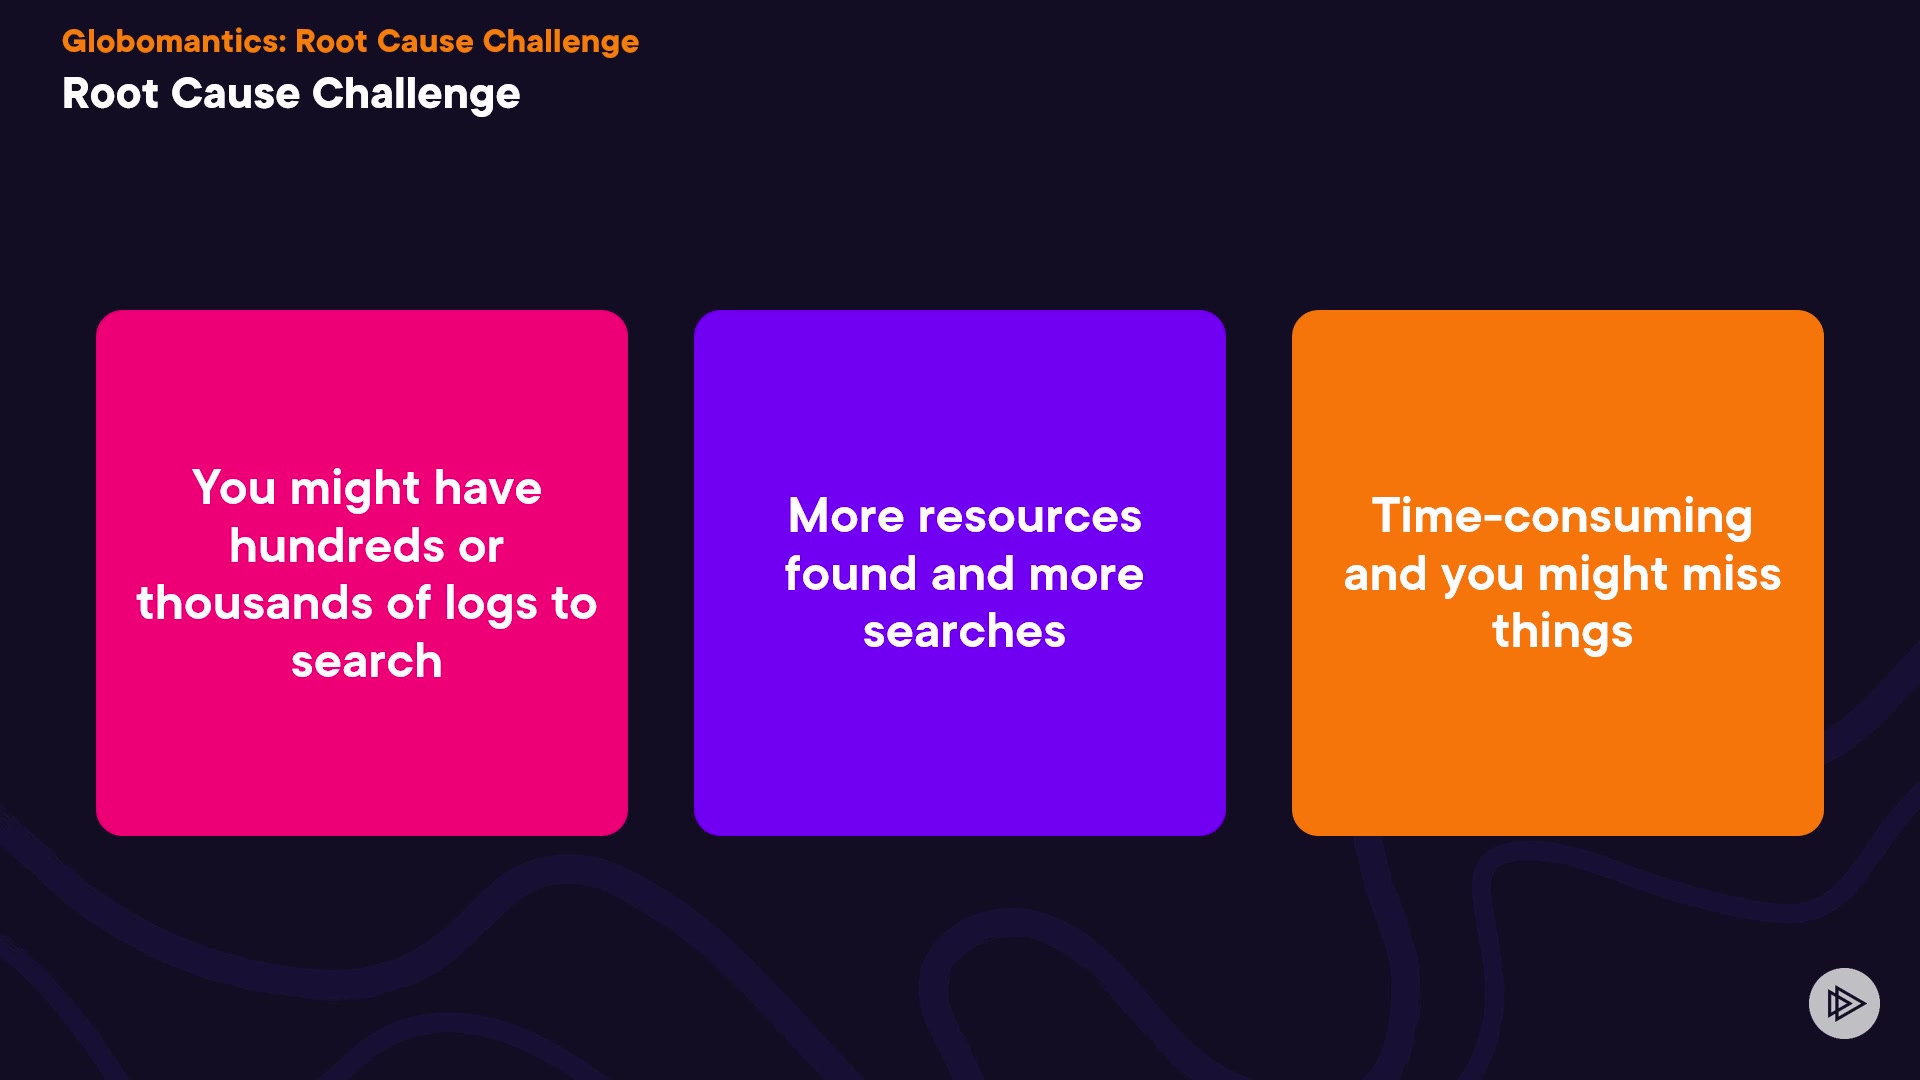 Globomantics: Root Cause Challenge
Root Cause Challenge
You might have
hundreds or
thousands of logs to
search
More resources
found and more
searches
Time-consuming
and you might miss
things